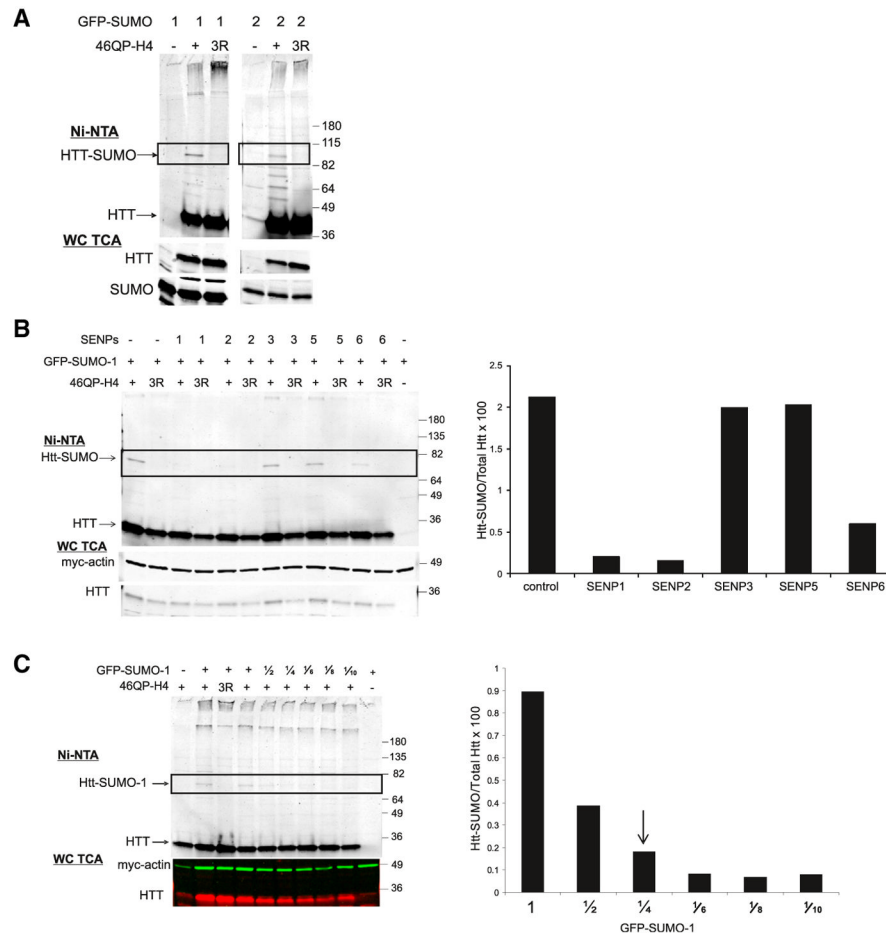 A
GFP-SUMO 1 1 1 2 2 2
46QP-H4 - + 3R - + 3R
Ni-NTA
180
HTT-SUMO
115
82
64
49
HTT
36
WC TCA
HTT
SUMO
B
SENPs - - 1 1 2 2 3 3 5 5 6 6 -
GFP-SUMO-1 + + + + + + + + + + + + +
46QP-H4 + 3R + 3R + 3R + 3R + 3R + 3R -
180
Ni-NTA
135
Htt-SUMO
82
64
49
HTT
36
WC TCA
myc-actin
49
HTT
36
Htt-SUMO/Total Htt x 100
2.5
2
1.5
1
0.5
0
control SENP1 SENP2 SENP3 SENP5 SENP6
C
GFP-SUMO-1 - + + + ½ ¼ ⅙ ⅛ ⅒ +
46QP-H4 + + 3R + + + + + + -
180
Ni-NTA
135
82
Htt-SUMO-1
64
49
HTT
36
WC TCA
myc-actin
49
36
HTT
Htt-SUMO/Total Htt x 100
1
0.9
0.8
0.7
0.6
0.5
0.4
0.3
0.2
0.1
0
1 ½ ¼ ⅙ ⅛ ⅒
GFP-SUMO-1